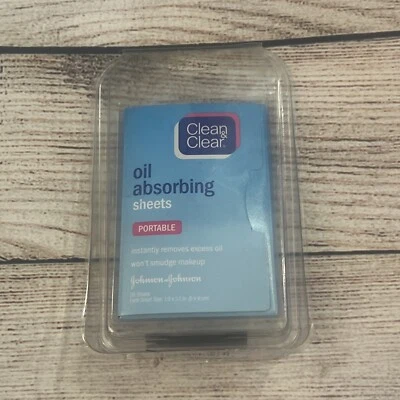 Clean &
Clear®
oil
absorbing
sheets
PORTABLE
instantly removes excess oil
won't smudge makeup
Johnson & Johnson